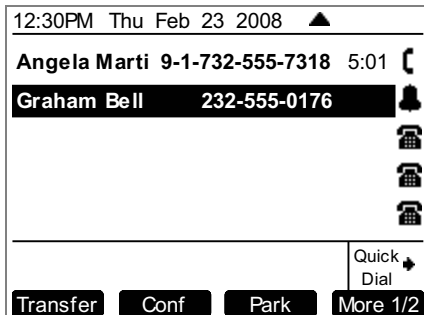 12:30PM Thu Feb 23 2008
Angela Marti 9-1-732-555-7318 5:01
Graham Bell 232-555-0176
Quick
Dial
Transfer Conf Park More 1/2